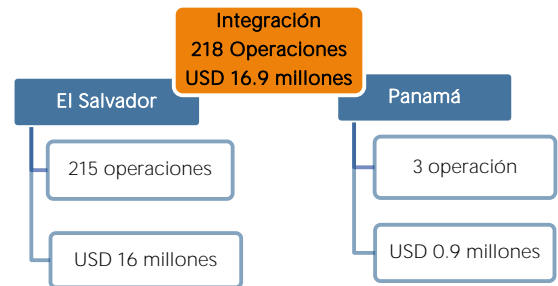 Integración
218 Operaciones
USD 16.9 millones
El Salvador
215 operaciones
USD 16 millones
Panamá
3 operación
USD 0.9 millones